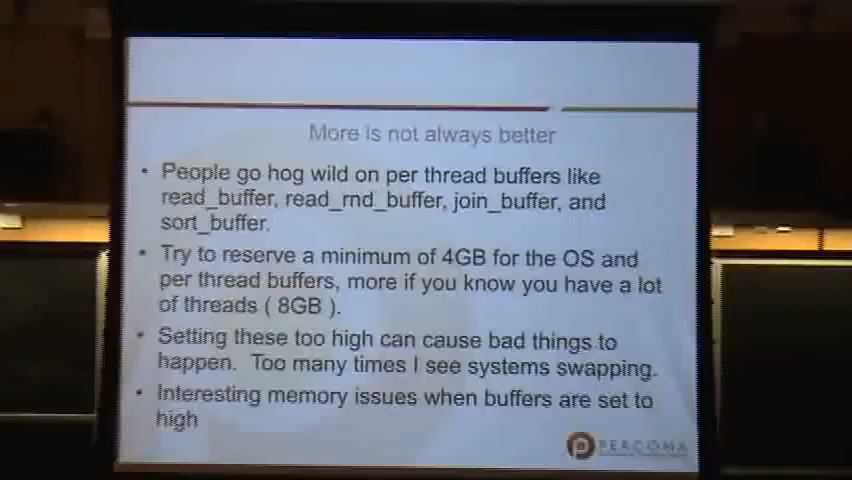 More is not always better
• People go hog wild on per thread buffers like
read_buffer, read_rnd_buffer, join_buffer, and
sort_buffer.
• Try to reserve a minimum of 4GB for the OS and
per thread buffers, more if you know you have a lot
of threads ( 8GB ).
• Setting these too high can cause bad things to
happen.  Too many times I see systems swapping.
• Interesting memory issues when buffers are set to
high
PERCONA